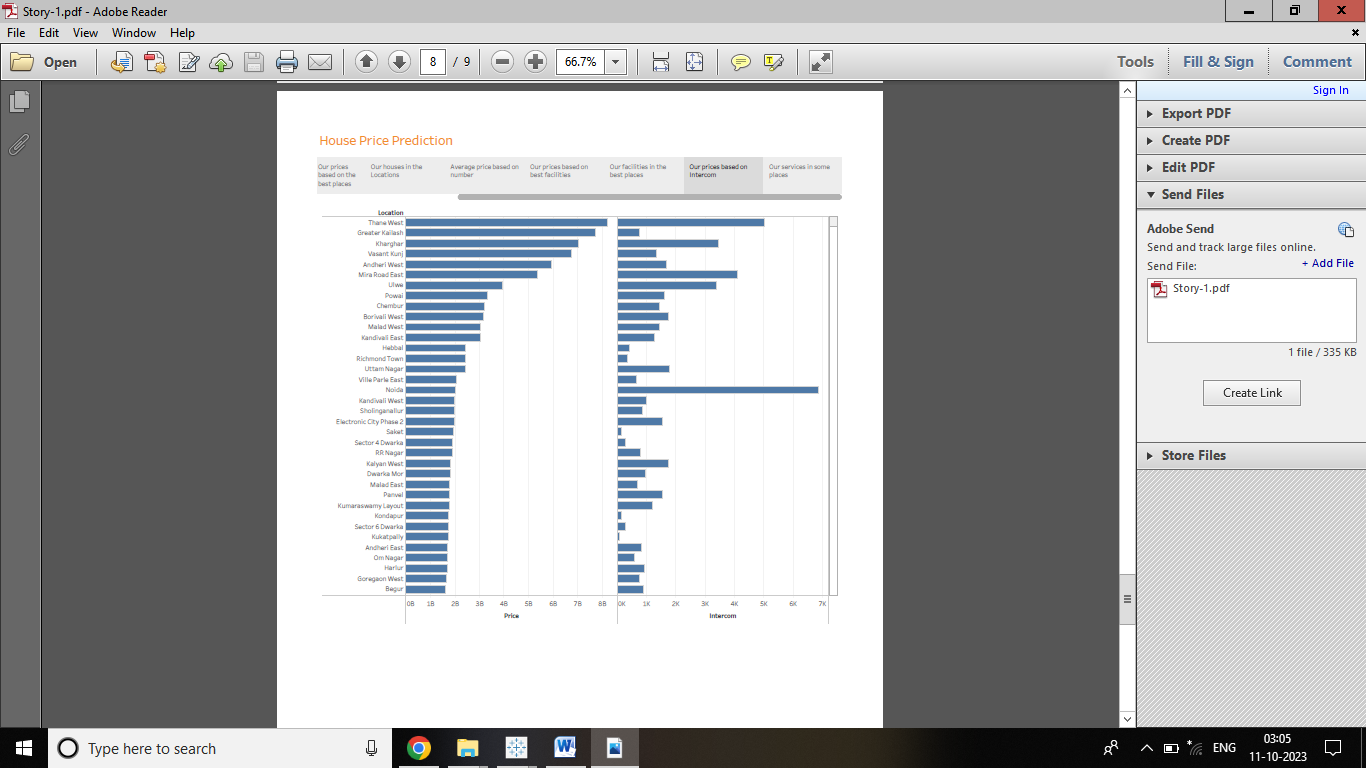 Story-1.pdf - Adobe Reader
File Edit View Window Help
Open 8 / 9 66.7% Tools Fill & Sign Comment
Sign In
Export PDF
Create PDF
Edit PDF
Send Files
Adobe Send
Send and track large files online.
Send File: + Add File
Story-1.pdf
1 file / 335 KB
Create Link
Store Files
House Price Prediction
Our prices based on the best places
Our houses in the Locations
Average price based on number
Our prices based on best facilities
Our facilities in the best places
Our prices based on Intercom
Our services in some places
Location
Thane West
Greater Kailash
Kharghar
Vasant Kunj
Andheri West
Mira Road East
Ulwe
Powai
Chembur
Borivali West
Malad West
Kandivali East
Hebbal
Richmond Town
Uttam Nagar
Ville Parle East
Noida
Kandivali West
Sholinganallur
Electronic City Phase 2
Saket
Sector 4 Dwarka
RR Nagar
Kalyan West
Dwarka Mor
Malad East
Panvel
Kumaraswamy Layout
Kondapur
Sector 6 Dwarka
Kukatpally
Andheri East
Om Nagar
Harlur
Goregaon West
Begur
0B 1B 2B 3B 4B 5B 6B 7B 8B 0K 1K 2K 3K 4K 5K 6K 7K
Price Intercom
Type here to search
ENG
03:05
11-10-2023